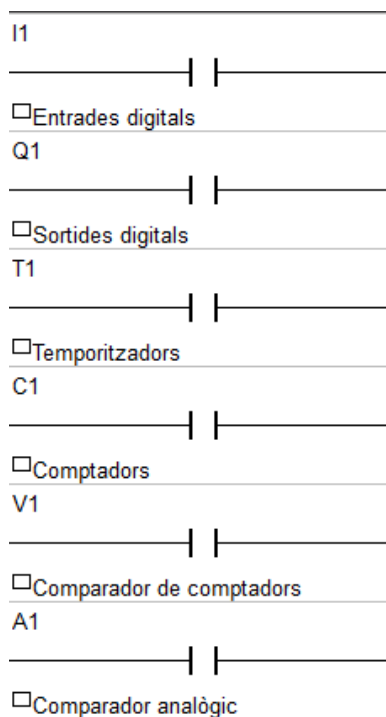 I1
Entrades digitals
Q1
Sortides digitals
T1
Temporitzadors
C1
Comptadors
V1
Comparador de comptadors
A1
Comparador analògic